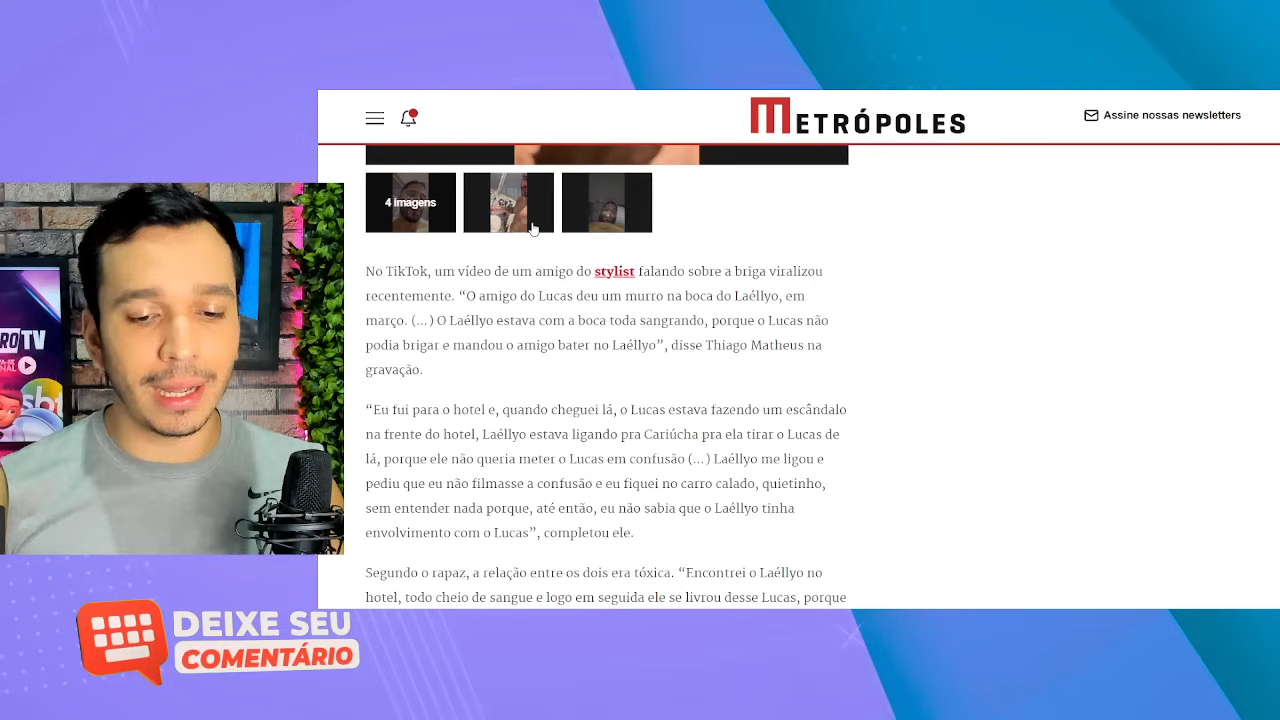 METRÓPOLES
Assine nossas newsletters
4 imagens
No TikTok, um vídeo de um amigo do stylist falando sobre a briga viralizou
recentemente. “O amigo do Lucas deu um murro na boca do Laéllyo, em
março. (...) O Laéllyo estava com a boca toda sangrando, porque o Lucas não
podia brigar e mandou o amigo bater no Laéllyo”, disse Thiago Matheus na
gravação.
“Eu fui para o hotel e, quando cheguei lá, o Lucas estava fazendo um escândalo
na frente do hotel, Laéllyo estava ligando pra Cariúcha pra ela tirar o Lucas de
lá, porque ele não queria meter o Lucas em confusão (...) Laéllyo me ligou e
pediu que eu não filmasse a confusão e eu fiquei no carro calado, quietinho,
sem entender nada porque, até então, eu não sabia que o Laéllyo tinha
envolvimento com o Lucas”, completou ele.
Segundo o rapaz, a relação entre os dois era tóxica. “Encontrei o Laéllyo no
hotel, todo cheio de sangue e logo em seguida ele se livrou desse Lucas, porque
ROTV
sbt
DEIXE SEU
COMENTÁRIO